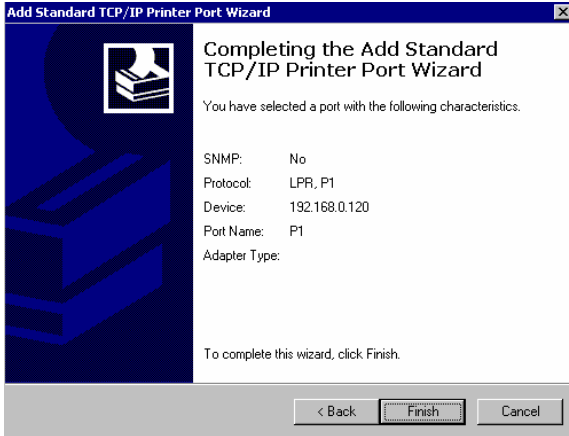 Add Standard TCP/IP Printer Port Wizard
Completing the Add Standard
TCP/IP Printer Port Wizard
You have selected a port with the following characteristics.
SNMP: No
Protocol: LPR, P1
Device: 192.168.0.120
Port Name: P1
Adapter Type:
To complete this wizard, click Finish.
< Back Finish Cancel